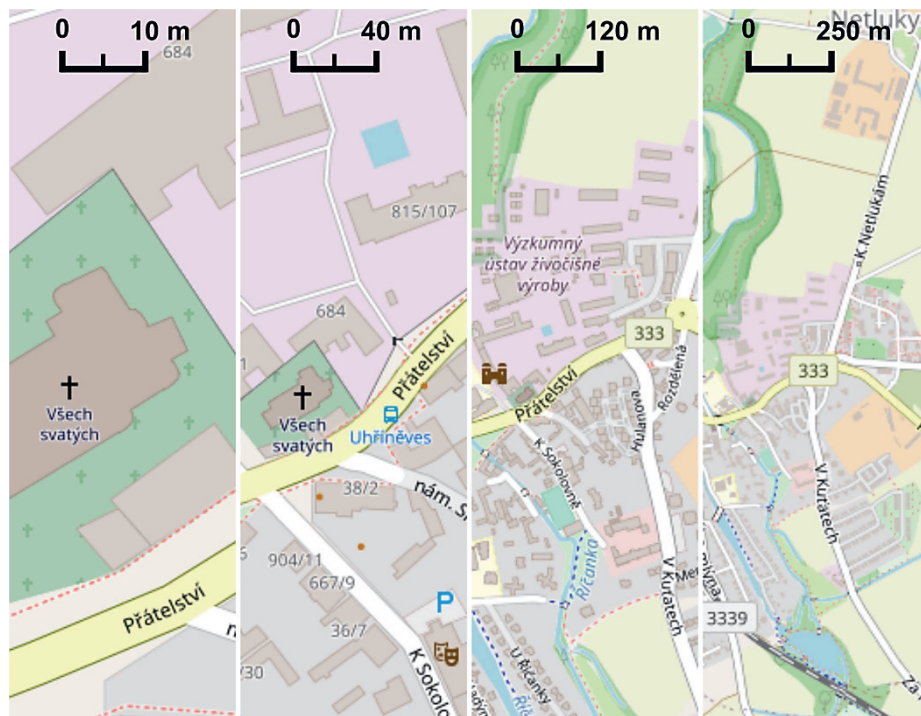 0 10 m
684
Všech
svatých
Přátelství
0 40 m
815/107
684
Přátelství
Všech
svatých
Uhříněves
nám. S
38/2
904/11
667/9
P
36/7
/30
K Sokolo
0 120 m
Výzkumný
ústav živočišné
výroby
333
Rozdělená
Přátelství
Hulanova
K Sokolovně
Říčanka
V Kuťatech
U Říčanky
0 250 m
Netluky
K Netlukám
333
V Kuťatech
3339